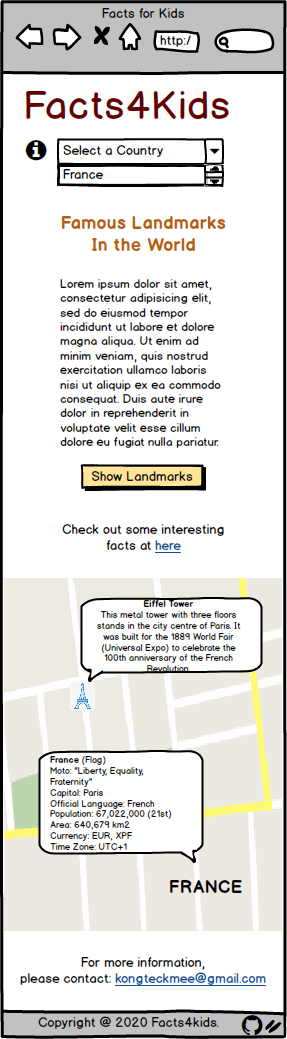 Facts for Kids
http:/
Facts4Kids
Select a Country
France
Famous Landmarks
In the World
Lorem ipsum dolor sit amet,
consectetur adipisicing elit,
sed do eiusmod tempor
incididunt ut labore et dolore
magna aliqua. Ut enim ad
minim veniam, quis nostrud
exercitation ullamco laboris
nisi ut aliquip ex ea commodo
consequat. Duis aute irure
dolor in reprehenderit in
voluptate velit esse cillum
dolore eu fugiat nulla pariatur.
Show Landmarks
Check out some interesting
facts at here
Eiffel Tower
This metal tower with three floors
stands in the city centre of Paris. It
was built for the 1889 World Fair
(Universal Expo) to celebrate the
100th anniversary of the French
Revolution
France (Flag)
Moto: "Liberty, Equality,
Fraternity"
Capital: Paris
Official Language: French
Population: 67,022,000 (21st)
Area: 640,679 km2
Currency: EUR, XPF
Time Zone: UTC+1
FRANCE
For more information,
please contact: kongteckmee@gmail.com
Copyright @ 2020 Facts4kids.